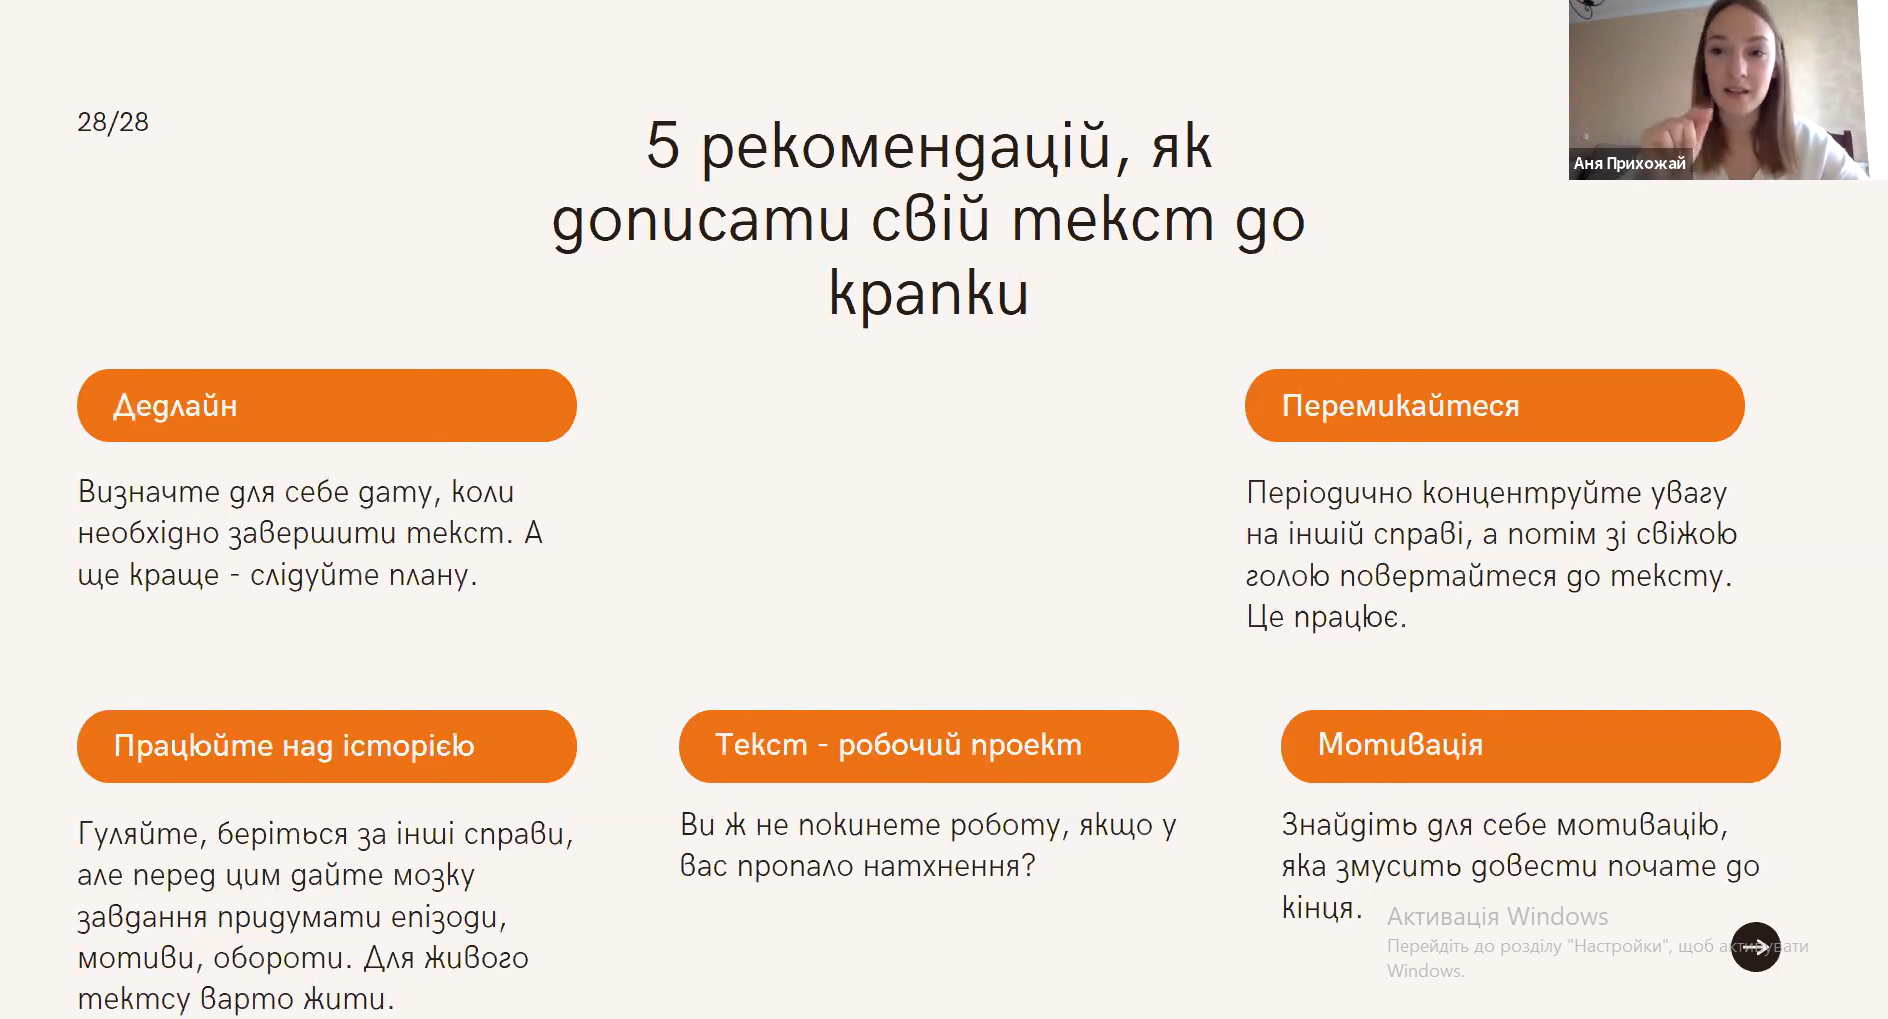 28/28
5 рекомендацій, як
дописати свій текст до
крапки
Аня Прихожай
Дедлайн
Визначте для себе дату, коли
необхідно завершити текст. А
ще краще - слідуйте плану.
Перемикайтеся
Періодично концентруйте увагу
на іншій справі, а потім зі свіжою
голою повертайтеся до тексту.
Це працює.
Працюйте над історією
Гуляйте, беріться за інші справи,
але перед цим дайте мозку
завдання придумати епізоди,
мотиви, обороти. Для живого
тектсу варто жити.
Текст - робочий проект
Ви ж не покинете роботу, якщо у
вас пропало натхнення?
Мотивація
Знайдіть для себе мотивацію,
яка змусить довести почате до
кінця.
Активація Windows
Перейдіть до розділу "Настройки", щоб активувати
Windows.